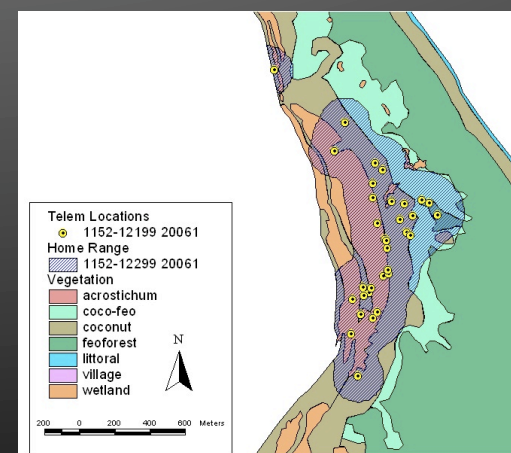 Telem Locations
1152-12199 20061
Home Range
1152-12299 20061
Vegetation
acrostichum
coco-feo
coconut
feoforest
littoral
village
wetland
N
200 0 200 400 600 Meters